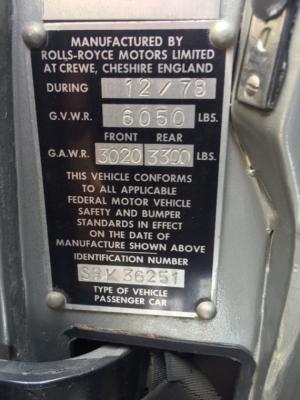 MANUFACTURED BY
ROLLS-ROYCE MOTORS LIMITED
AT CREWE, CHESHIRE ENGLAND
DURING 12/78
G.V.W.R. 6050 LBS.
FRONT REAR
G.A.W.R. 3020 3300 LBS.
THIS VEHICLE CONFORMS
TO ALL APPLICABLE
FEDERAL MOTOR VEHICLE
SAFETY AND BUMPER
STANDARDS IN EFFECT
ON THE DATE OF
MANUFACTURE SHOWN ABOVE
IDENTIFICATION NUMBER
SRK 36251
TYPE OF VEHICLE
PASSENGER CAR